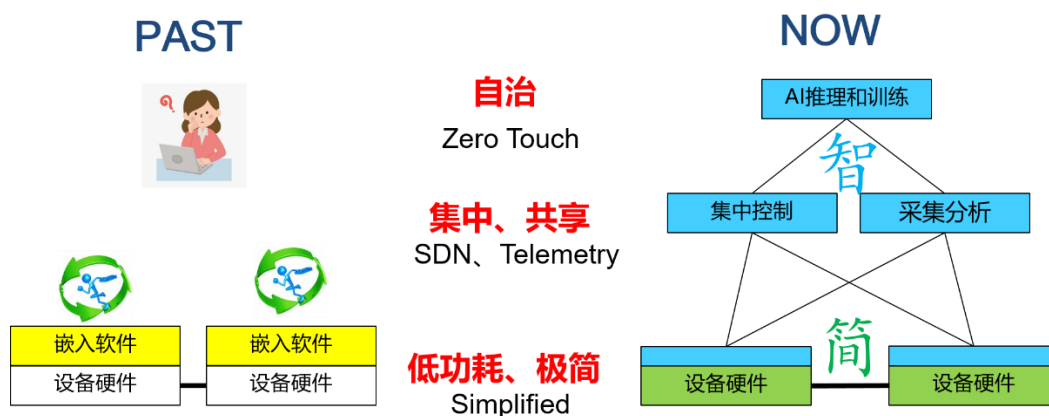 PAST
NOW
?
自治
Zero Touch
AI推理和训练
智
集中、共享
SDN、Telemetry
集中控制
采集分析
嵌入软件
嵌入软件
设备硬件
设备硬件
低功耗、极简
Simplified
简
设备硬件
设备硬件